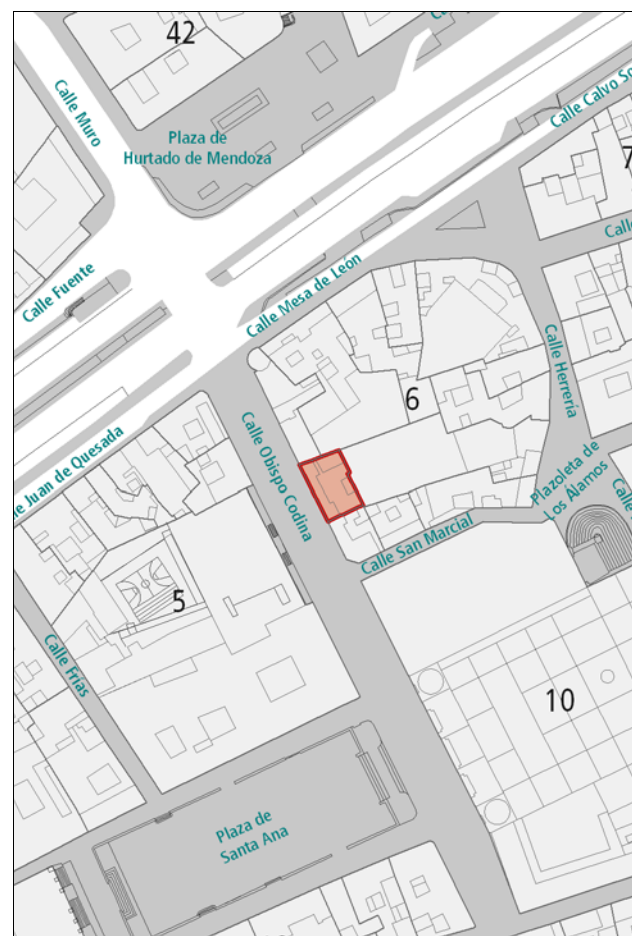 42
Calle Muro
Plaza de
Hurtado de Mendoza
Calle Calvo So
7
Calle
Calle Fuente
Calle Mesa de León
Calle Herrería
6
Calle Obispo Codina
le Juan de Quesada
Plazoleta de
Los Álamos
Calle
Calle San Marcial
5
Calle Frías
10
Plaza de
Santa Ana